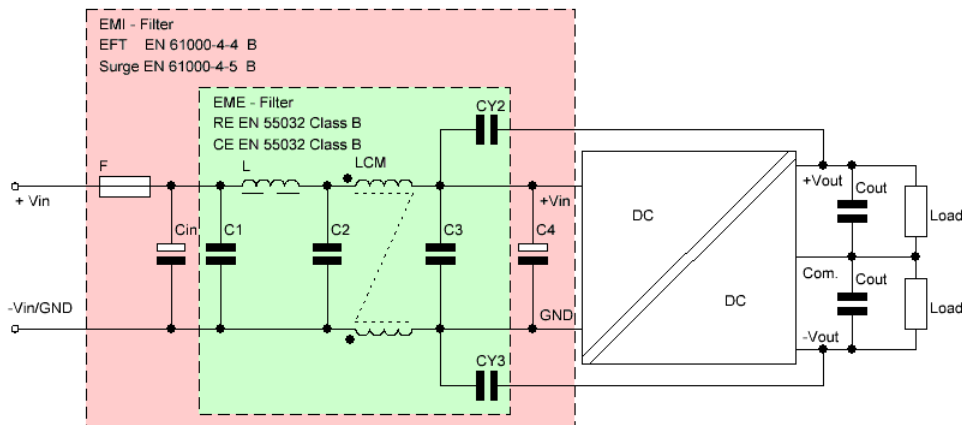 EMI - Filter
EFT EN 61000-4-4 B
Surge EN 61000-4-5 B
EME - Filter
RE EN 55032 Class B
CE EN 55032 Class B
CY2
F
L
LCM
+ Vin
+Vin
+Vout
Cout
Load
DC
Cin
C1
C2
C3
C4
Com.
Cout
-Vin/GND
GND
DC
Load
-Vout
CY3